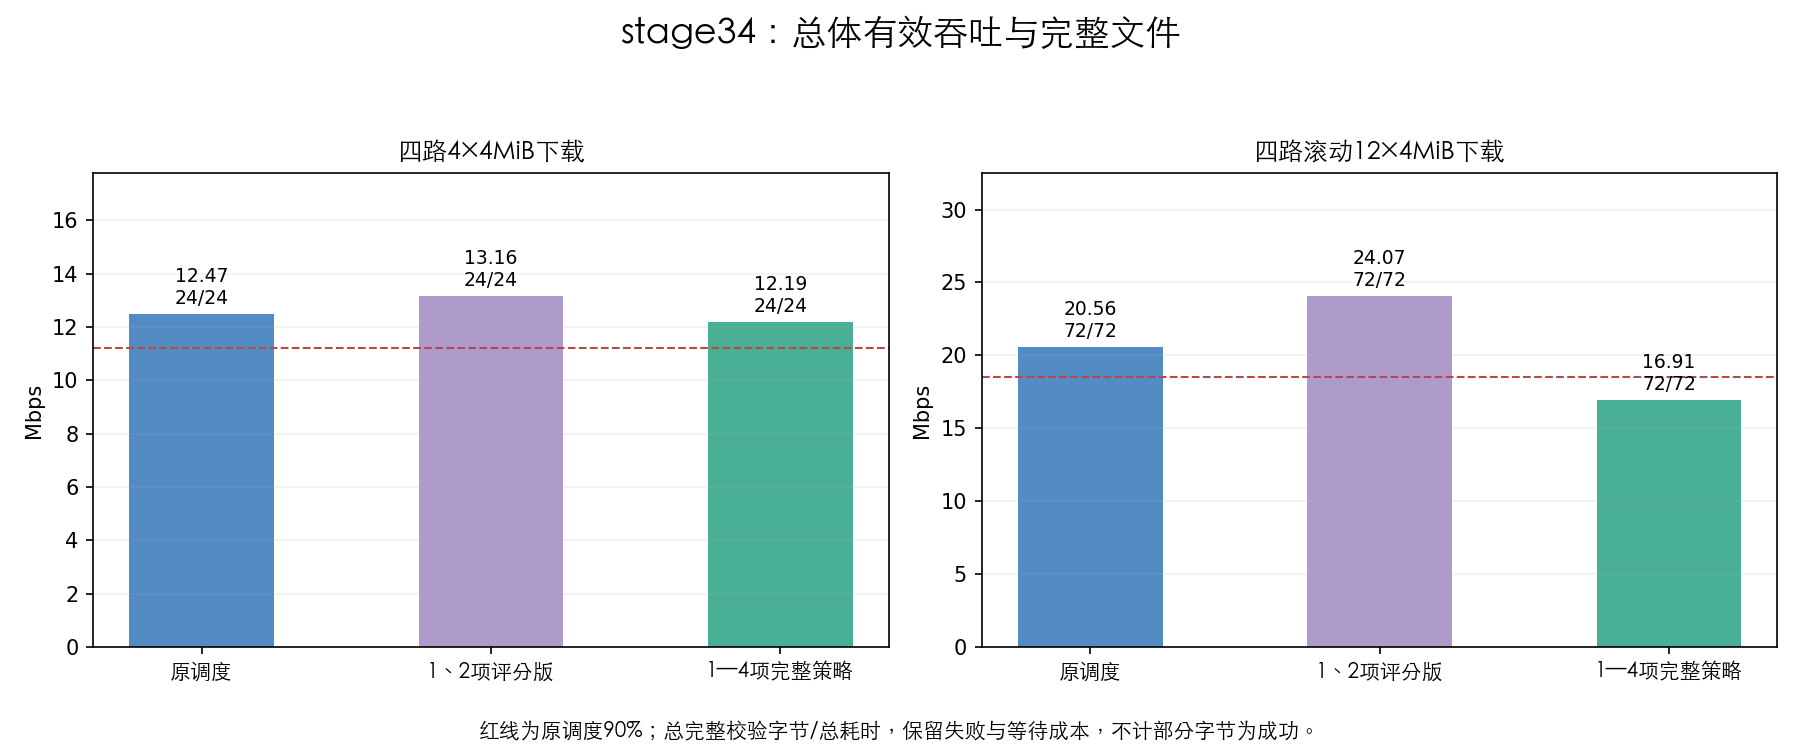 stage34：总体有效吞吐与完整文件
四路4×4MiB下载
16
14
12
10
8
6
4
2
0
Mbps
12.47
24/24
13.16
24/24
12.19
24/24
原调度
1、2项评分版
1—4项完整策略
四路滚动12×4MiB下载
30
25
20
15
10
5
0
Mbps
20.56
72/72
24.07
72/72
16.91
72/72
原调度
1、2项评分版
1—4项完整策略
红线为原调度90%；总完整校验字节/总耗时，保留失败与等待成本，不计部分字节为成功。